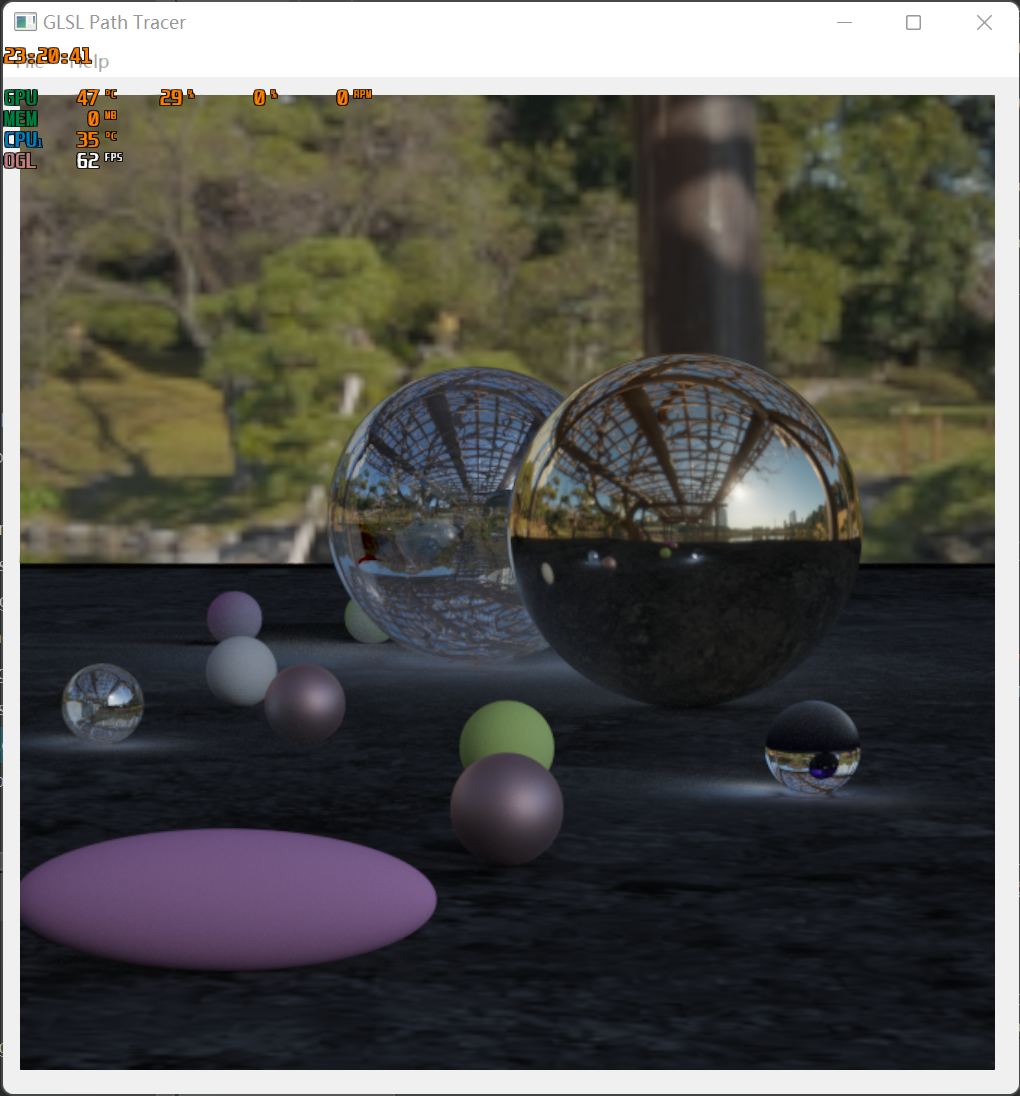 GLSL Path Tracer
23:20:41
Help
GPU 47 °C 29 % 0 % 0 RPM
MEM 0 MB
CPU1 35 °C
OGL 62 FPS